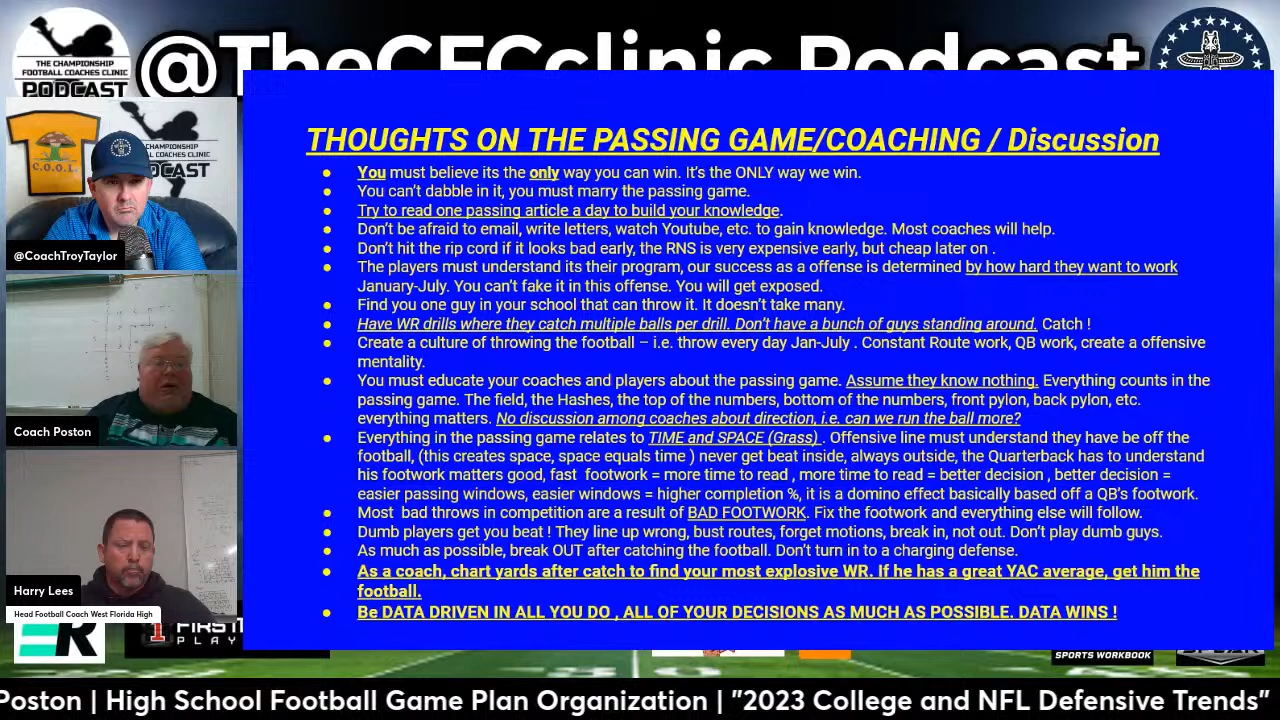 THE CHAMPIONSHIP
FOOTBALL COACHES CLINIC
PODCAST
@TheCFCclinic Podcast
C.O.O.L.
CHAMPIONSHIP
@CoachTroyTaylor
Coach Poston
Harry Lees
Head Football Coach West Florida High
THOUGHTS ON THE PASSING GAME/COACHING / Discussion
● You must believe its the only way you can win. It's the ONLY way we win.
● You can't dabble in it, you must marry the passing game.
● Try to read one passing article a day to build your knowledge.
● Don't be afraid to email, write letters, watch Youtube, etc. to gain knowledge. Most coaches will help.
● Don't hit the rip cord if it looks bad early, the RNS is very expensive early, but cheap later on .
● The players must understand its their program, our success as a offense is determined by how hard they want to work
January-July. You can't fake it in this offense. You will get exposed.
● Find you one guy in your school that can throw it. It doesn't take many.
● Have WR drills where they catch multiple balls per drill. Don't have a bunch of guys standing around. Catch !
● Create a culture of throwing the football – i.e. throw every day Jan-July . Constant Route work, QB work, create a offensive
mentality.
● You must educate your coaches and players about the passing game. Assume they know nothing. Everything counts in the
passing game. The field, the Hashes, the top of the numbers, bottom of the numbers, front pylon, back pylon, etc.
everything matters. No discussion among coaches about direction, i.e. can we run the ball more?
● Everything in the passing game relates to TIME and SPACE (Grass) . Offensive line must understand they have be off the
football, (this creates space, space equals time ) never get beat inside, always outside, the Quarterback has to understand
his footwork matters good, fast footwork = more time to read , more time to read = better decision , better decision =
easier passing windows, easier windows = higher completion %, it is a domino effect basically based off a QB's footwork.
● Most bad throws in competition are a result of BAD FOOTWORK. Fix the footwork and everything else will follow.
● Dumb players get you beat ! They line up wrong, bust routes, forget motions, break in, not out. Don't play dumb guys.
● As much as possible, break OUT after catching the football. Don't turn in to a charging defense.
● As a coach, chart yards after catch to find your most explosive WR. If he has a great YAC average, get him the
football.
● Be DATA DRIVEN IN ALL YOU DO , ALL OF YOUR DECISIONS AS MUCH AS POSSIBLE. DATA WINS !
ER
FIRST
PLAY
SPORTS WORKBOOK
Poston | High School Football Game Plan Organization | "2023 College and NFL Defensive Trends"